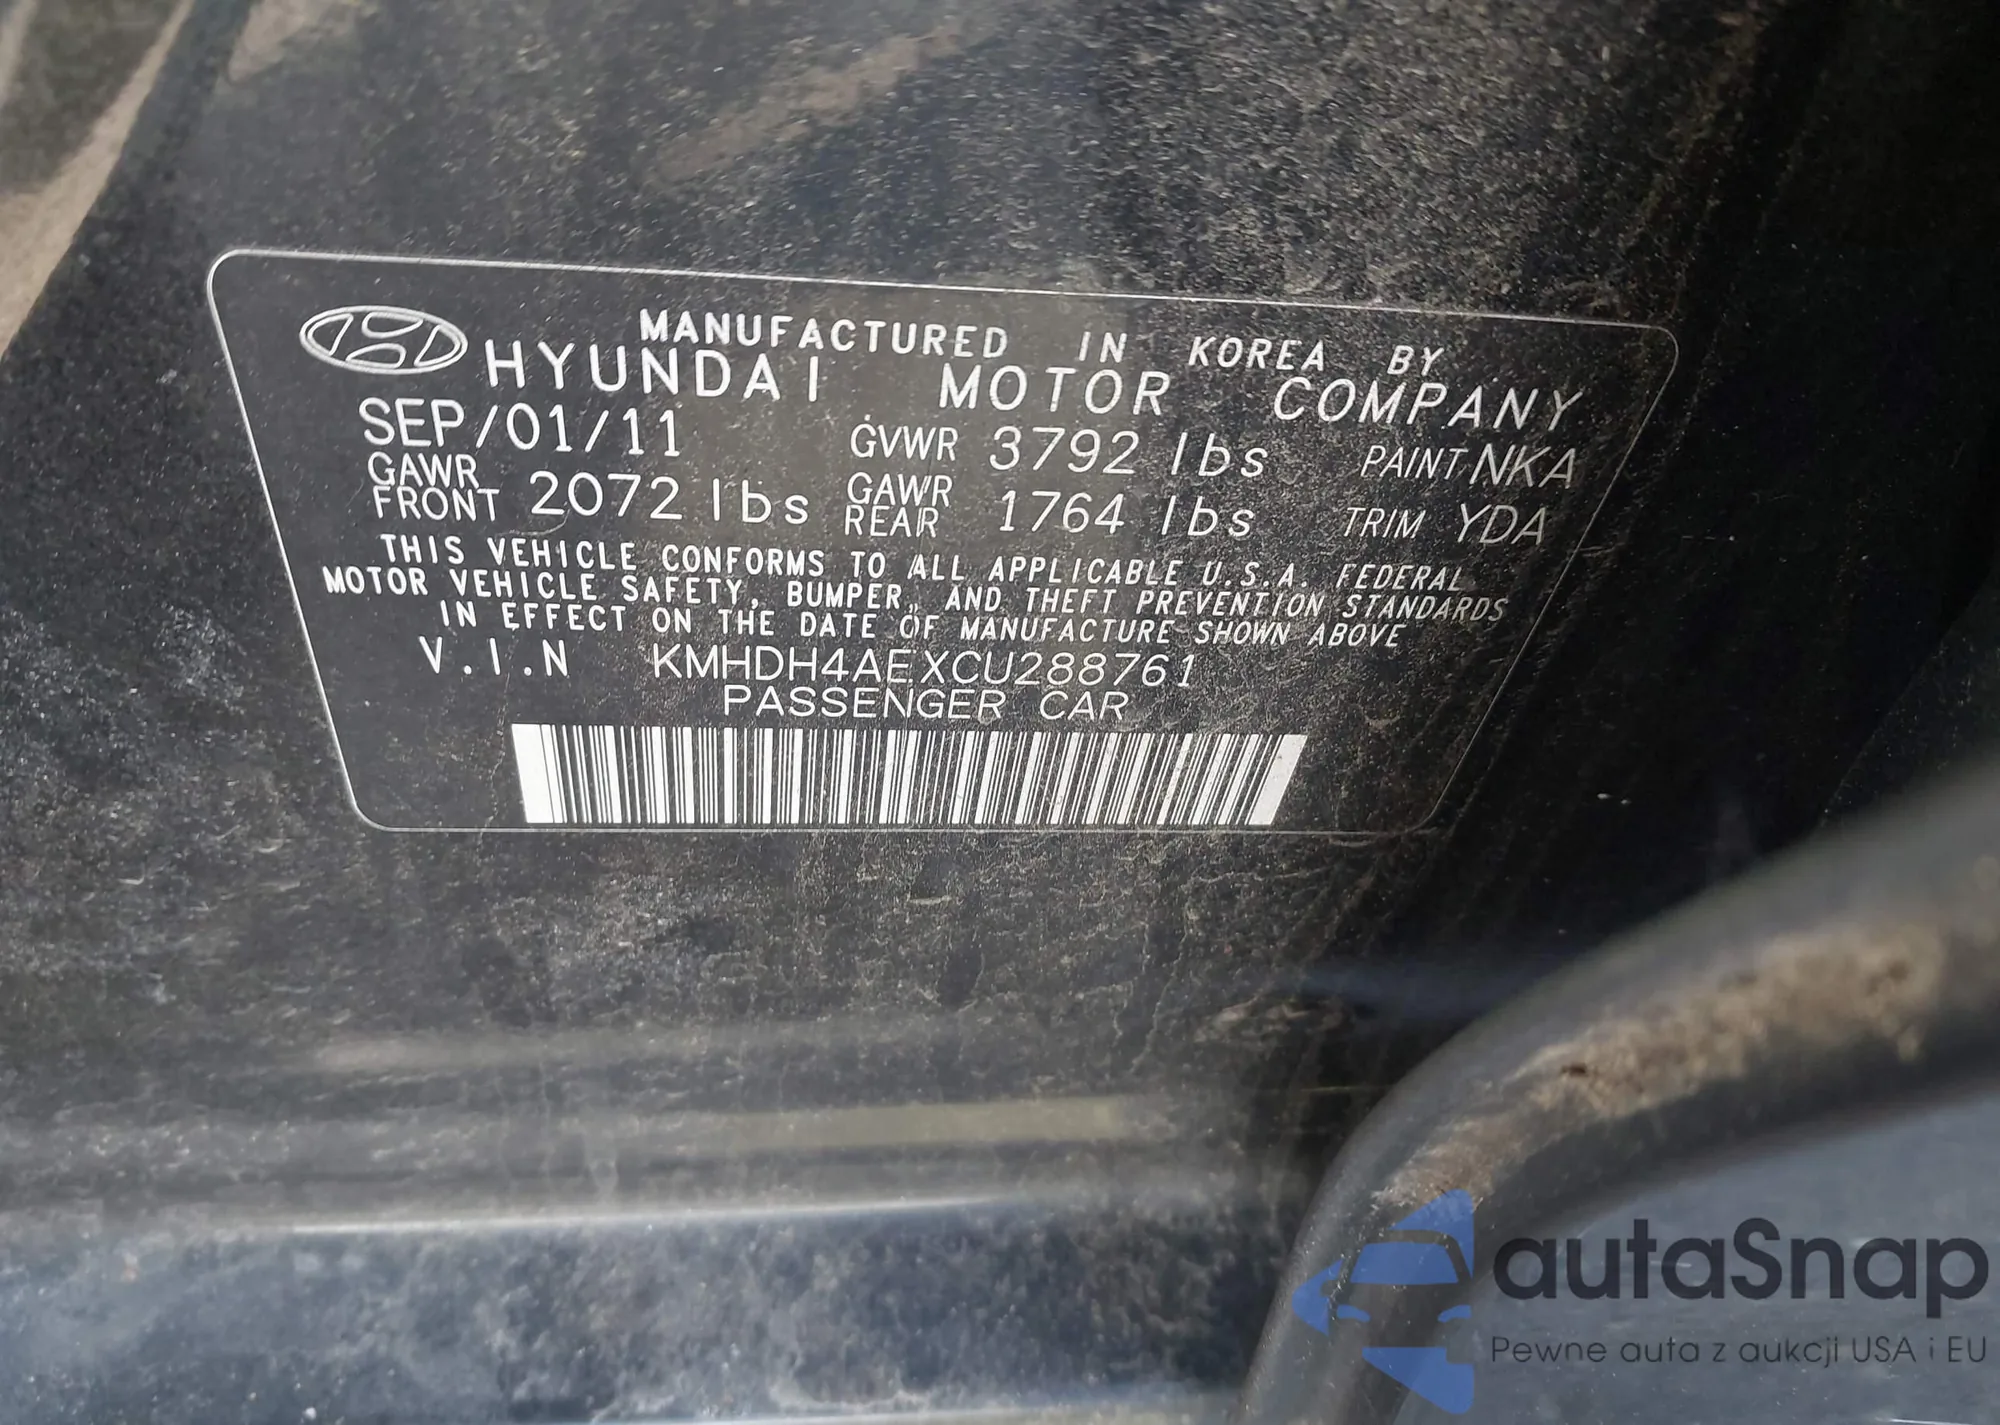 MANUFACTURED IN KOREA BY
HYUNDAI MOTOR COMPANY
SEP/01/11 GVWR 3792 lbs PAINT NKA
GAWR FRONT 2072 lbs GAWR REAR 1764 lbs TRIM YDA
THIS VEHICLE CONFORMS TO ALL APPLICABLE U.S.A. FEDERAL
MOTOR VEHICLE SAFETY, BUMPER, AND THEFT PREVENTION STANDARDS
IN EFFECT ON THE DATE OF MANUFACTURE SHOWN ABOVE
V.I.N KMHDH4AEXCU288761
PASSENGER CAR
autaSnap
Pewne auta z aukcji USA i EU